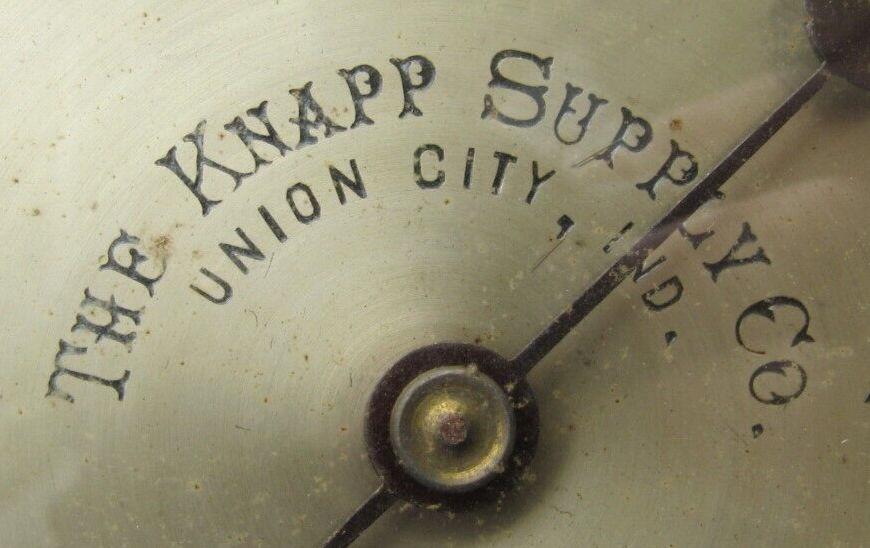 THE KNAPP SUPPLY CO.
UNION CITY, IND.